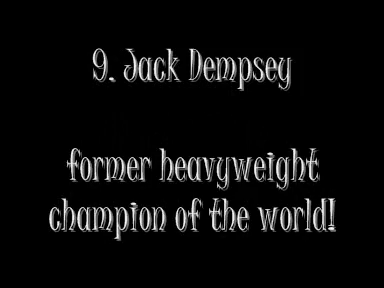 9. Jack Dempsey
former heavyweight
champion of the world!